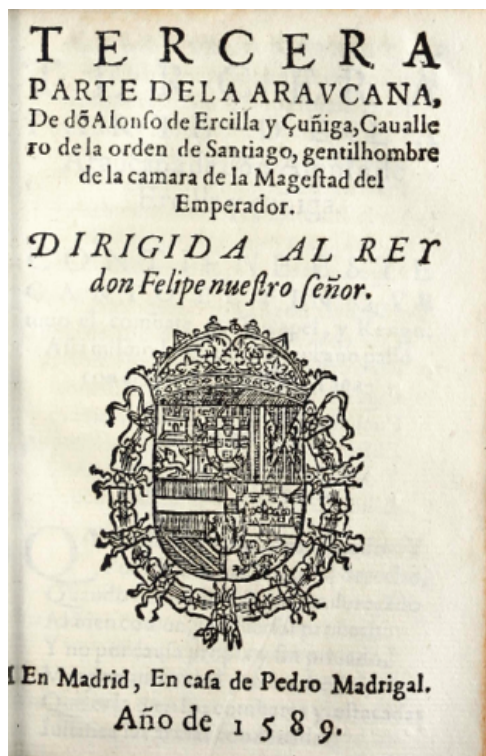 TERCERA
PARTE DELA ARAVCANA,
De dõ Alonſo de Ercilla y Çuñiga, Caualle
ro de la orden de Santiago, gentilhombre
de la camara de la Mageſtad del
Emperador.
DIRIGIDA AL REY
don Felipe nueſtro ſeñor.
En Madrid, En caſa de Pedro Madrigal.
Año de 1589.